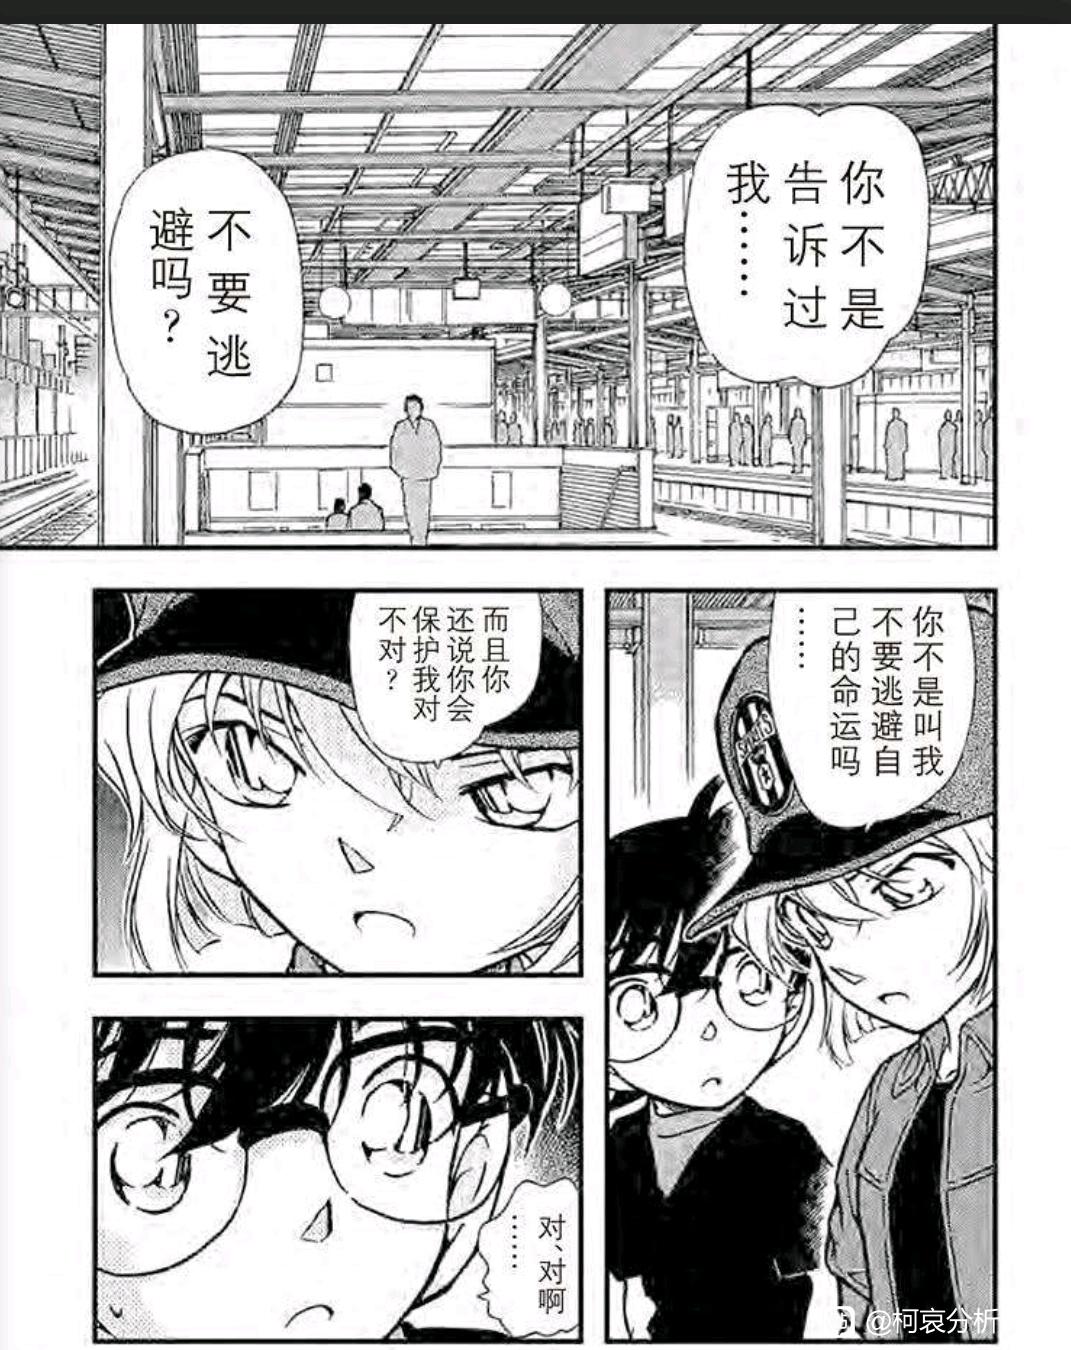 你不是
告诉过
我……
不要逃
避吗？
你不是叫我
不要逃避自
己的命运吗
……
而且你
还说你会
保护我对
不对？
对、对啊
……
@柯哀分析